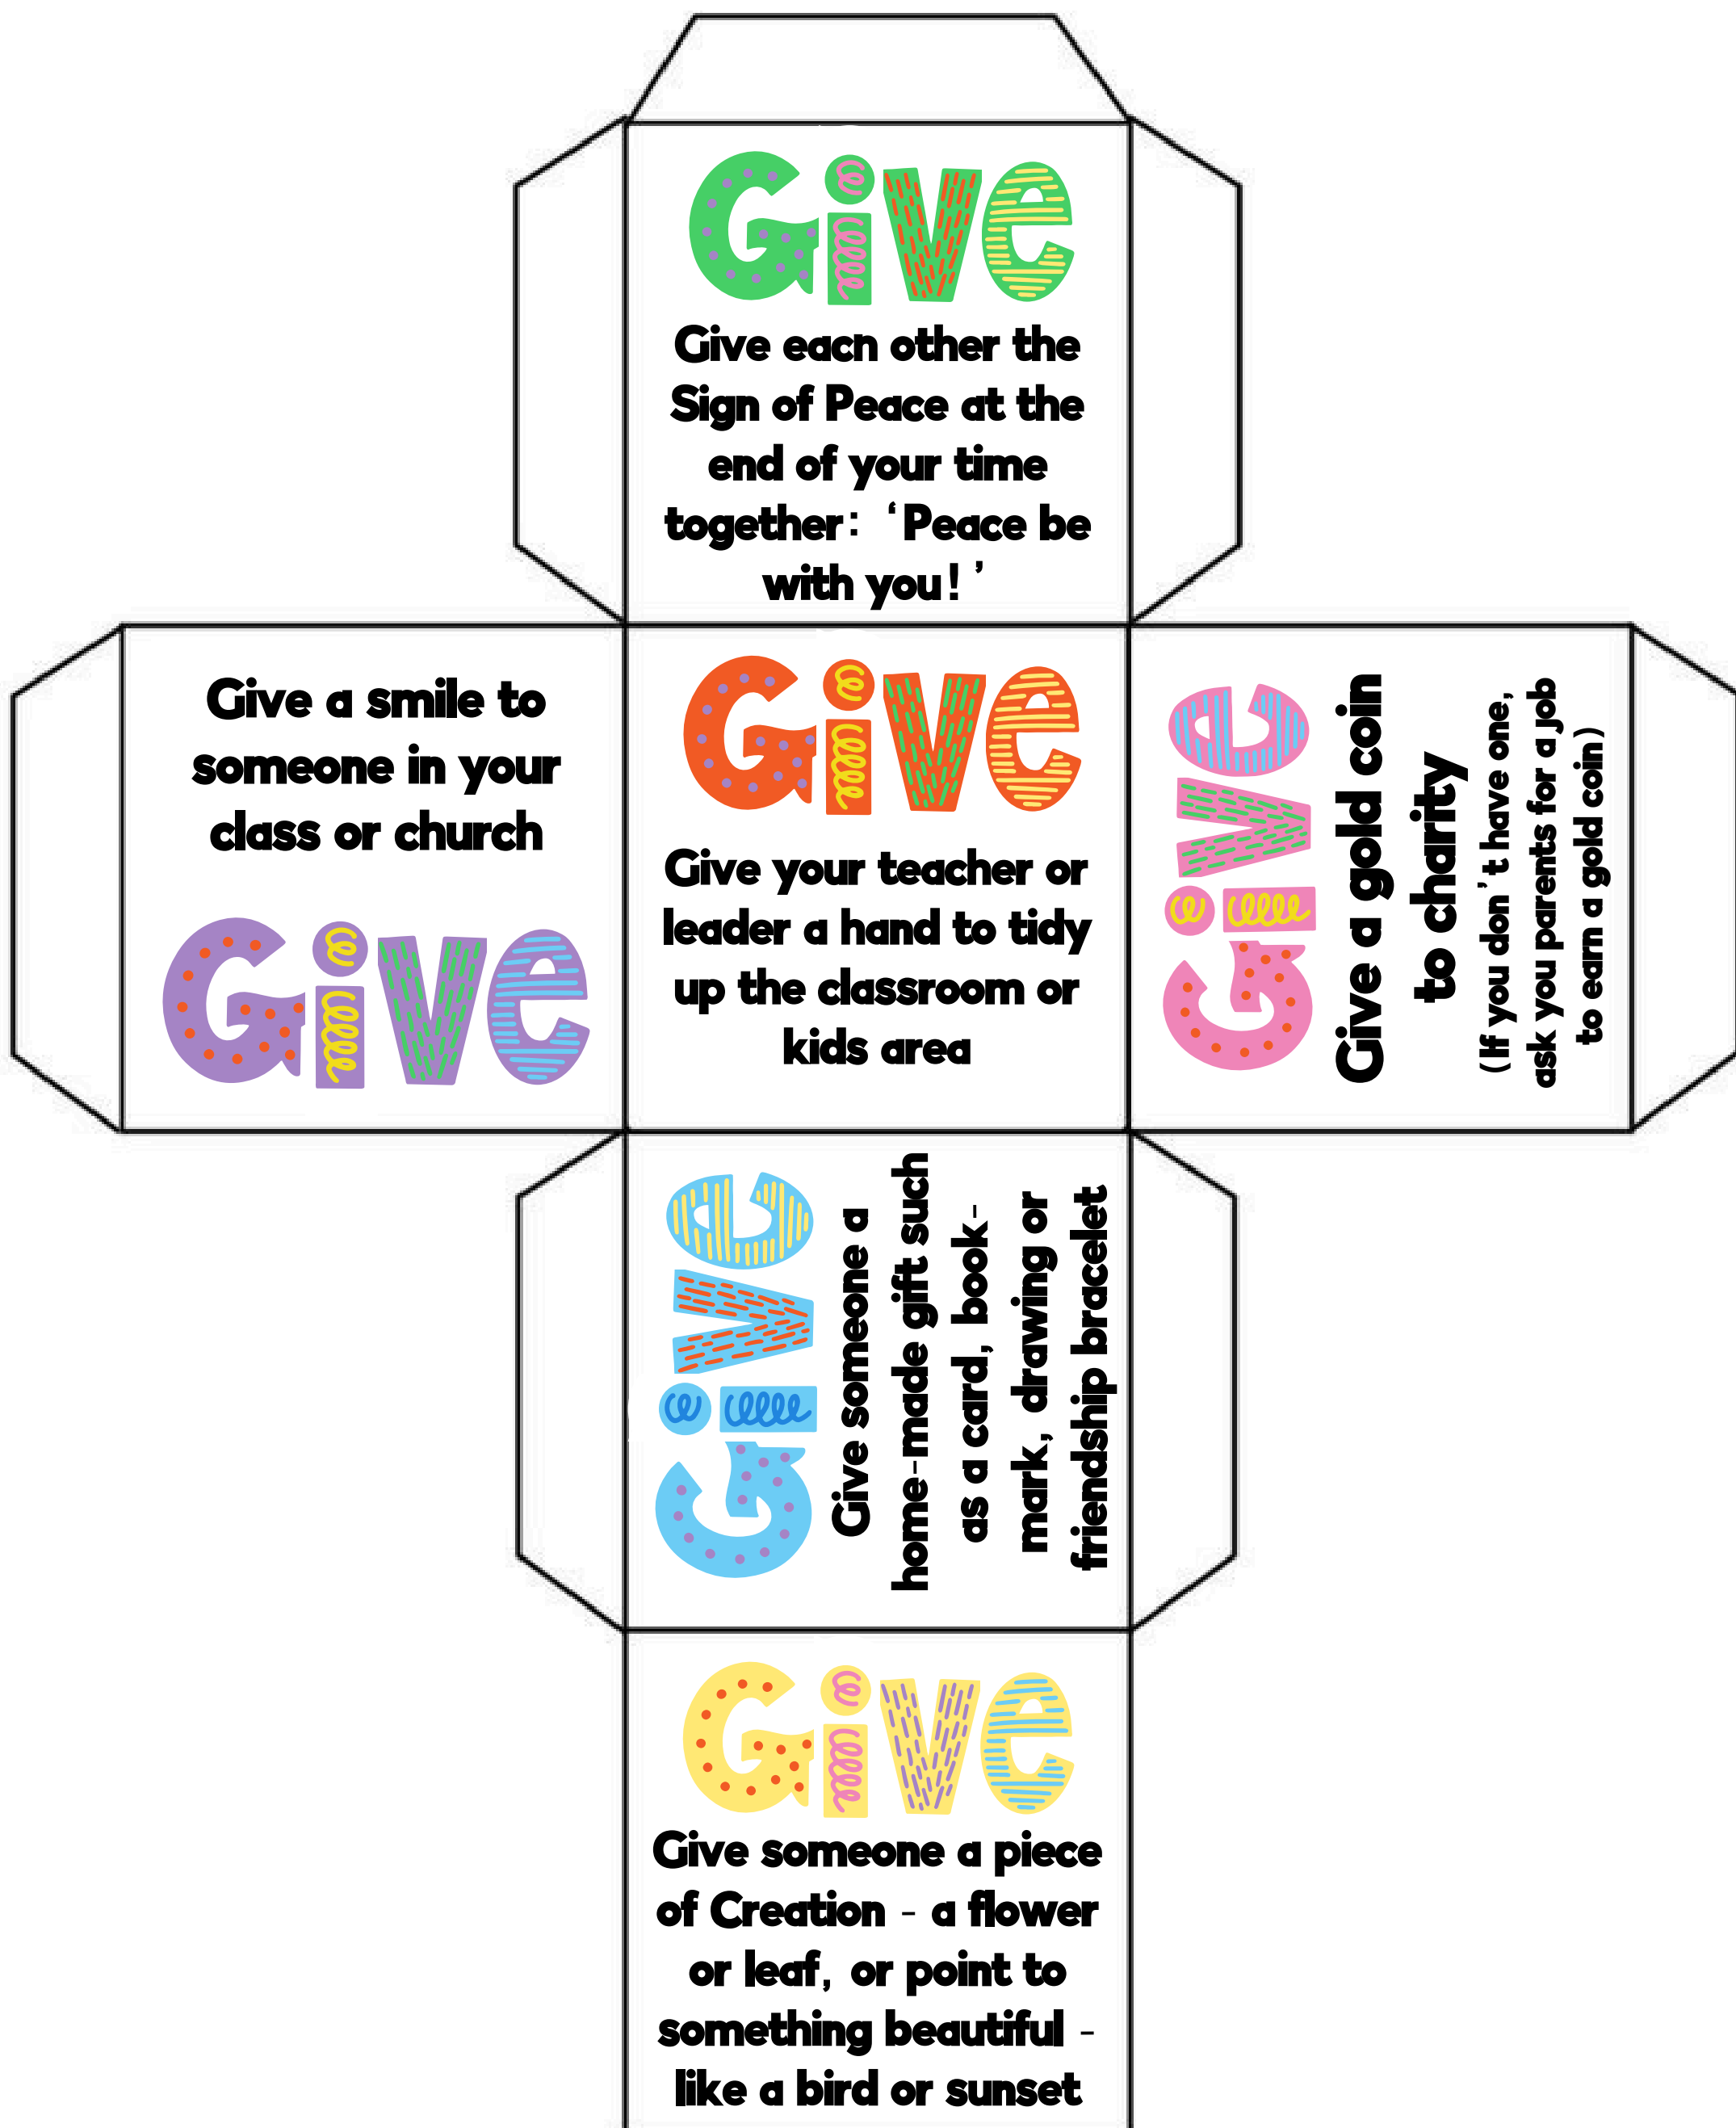 Give
Give each other the
Sign of Peace at the
end of your time
together: ‘Peace be
with you!’
Give a smile to
someone in your
class or church
Give
Give
Give your teacher or
leader a hand to tidy
up the classroom or
kids area
Give
Give a gold coin
to charity
(If you don’t have one,
ask you parents for a job
to earn a gold coin)
Give
Give someone a
home-made gift such
as a card, book-
mark, drawing or
friendship bracelet
Give
Give someone a piece
of Creation - a flower
or leaf, or point to
something beautiful -
like a bird or sunset